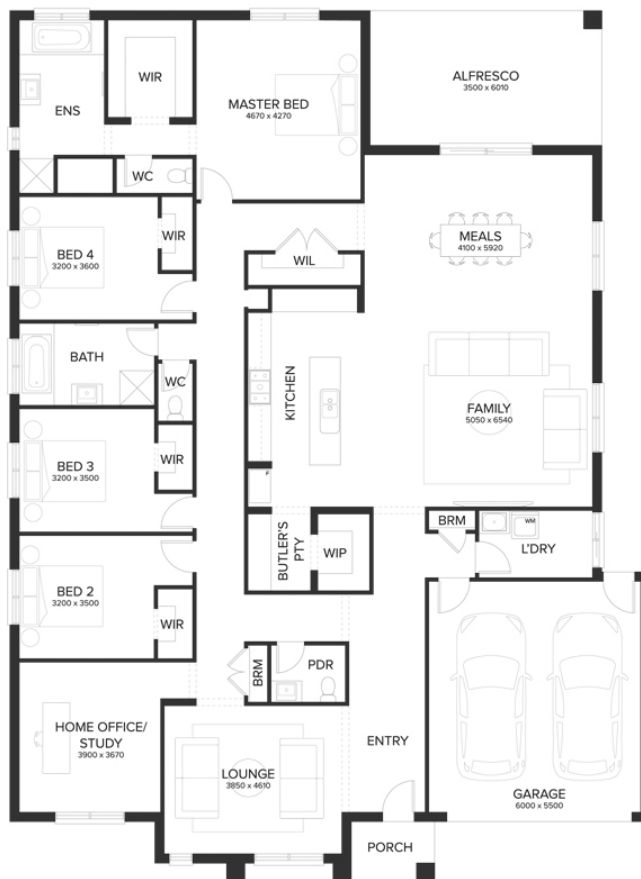 ENS
WIR
MASTER BED
4670 x 4270
ALFRESCO
3500 x 6010
WC
BED 4
3200 x 3600
WIR
WIL
MEALS
4100 x 5920
BATH
WC
KITCHEN
FAMILY
5050 x 6540
BED 3
3200 x 3500
WIR
F
BUTLER'S
PTY
WIP
BRM
WM
L'DRY
BED 2
3200 x 3500
WIR
BRM
PDR
HOME OFFICE/
STUDY
3900 x 3670
LOUNGE
3850 x 4610
ENTRY
GARAGE
6000 x 5500
PORCH